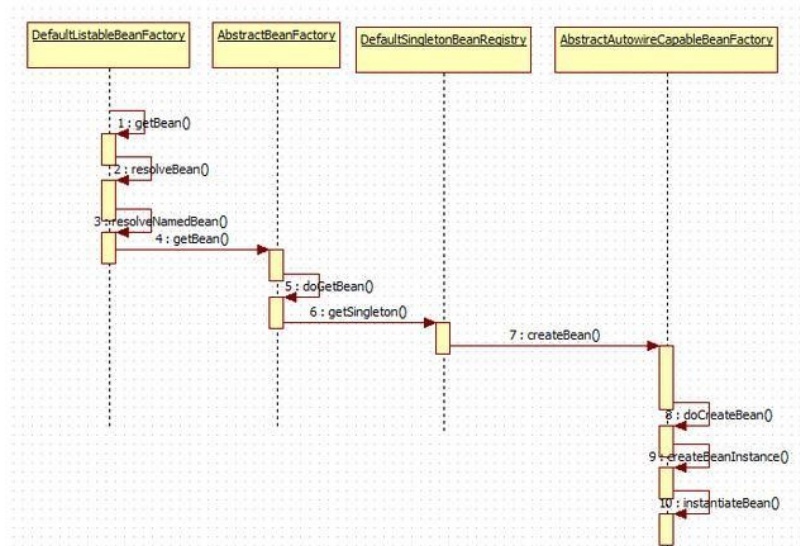 DefaultListableBeanFactory
AbstractBeanFactory
DefaultSingletonBeanRegistry
AbstractAutowireCapableBeanFactory
1 : getBean()
2 : resolveBean()
3 : resolveNamedBean()
4 : getBean()
5 : doGetBean()
6 : getSingleton()
7 : createBean()
8 : doCreateBean()
9 : createBeanInstance()
10 : instantiateBean()